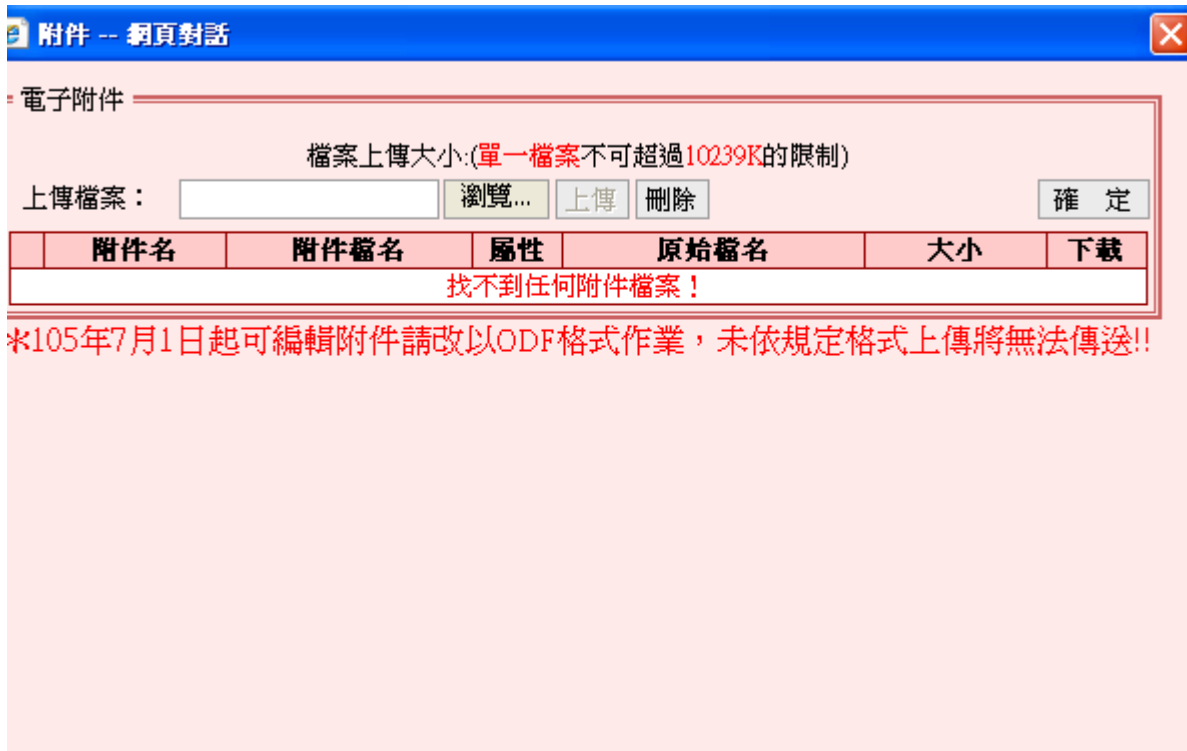 附件 -- 網頁對話
電子附件
檔案上傳大小:(單一檔案不可超過10239K的限制)
上傳檔案： 瀏覽... 上傳 刪除 確 定
附件名 附件檔名 屬性 原始檔名 大小 下載
找不到任何附件檔案！
*105年7月1日起可編輯附件請改以ODF格式作業，未依規定格式上傳將無法傳送!!